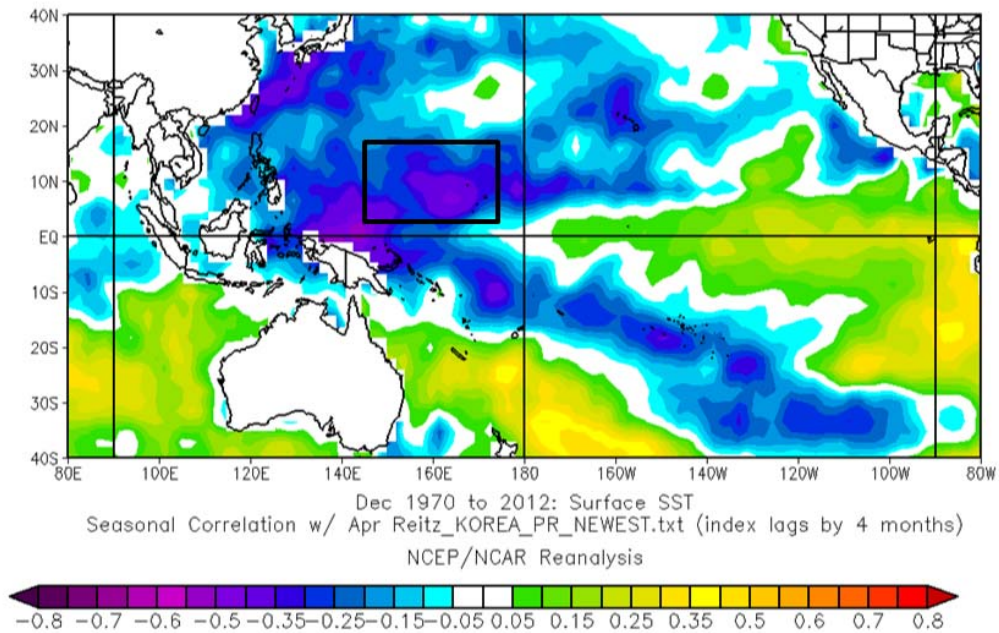 40N
30N
20N
10N
EQ
10S
20S
30S
40S
80E 100E 120E 140E 160E 180 160W 140W 120W 100W 80W
Dec 1970 to 2012: Surface SST
Seasonal Correlation w/ Apr Reitz_KOREA_PR_NEWEST.txt (index lags by 4 months)
NCEP/NCAR Reanalysis
-0.8 -0.7 -0.6 -0.5 -0.35 -0.25 -0.15 -0.05 0.05 0.15 0.25 0.35 0.5 0.6 0.7 0.8